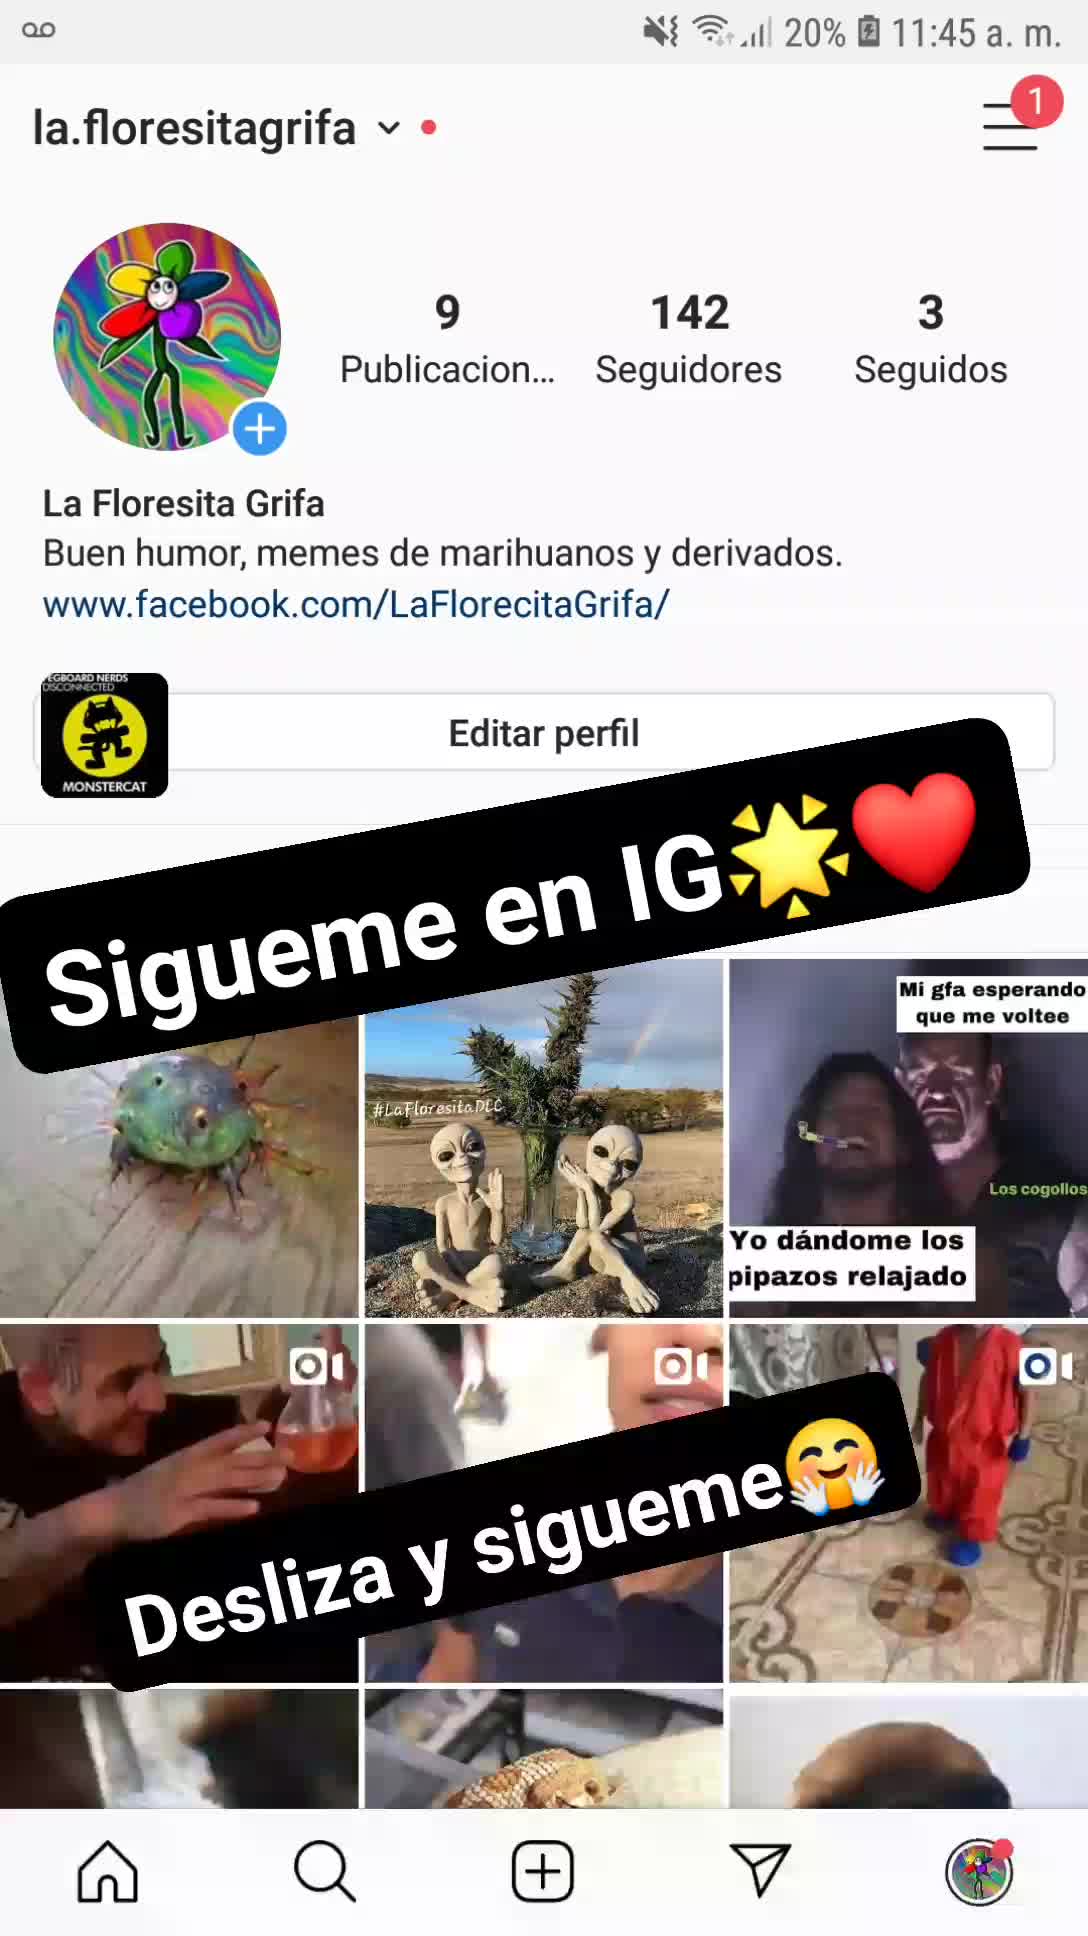 20% 11:45 a. m.
la.floresitagrifa
1
9 142 3
Publicacion... Seguidores Seguidos
La Floresita Grifa
Buen humor, memes de marihuanos y derivados.
www.facebook.com/LaFlorecitaGrifa/
EGBOARD NERDS
DISCONNECTED
MONSTERCAT
Editar perfil
Sigueme en IG🌟❤️
Mi gfa esperando
que me voltee
#LaFloresitaDLC
Los cogollos
Yo dándome los
pipazos relajado
Desliza y sigueme🤗